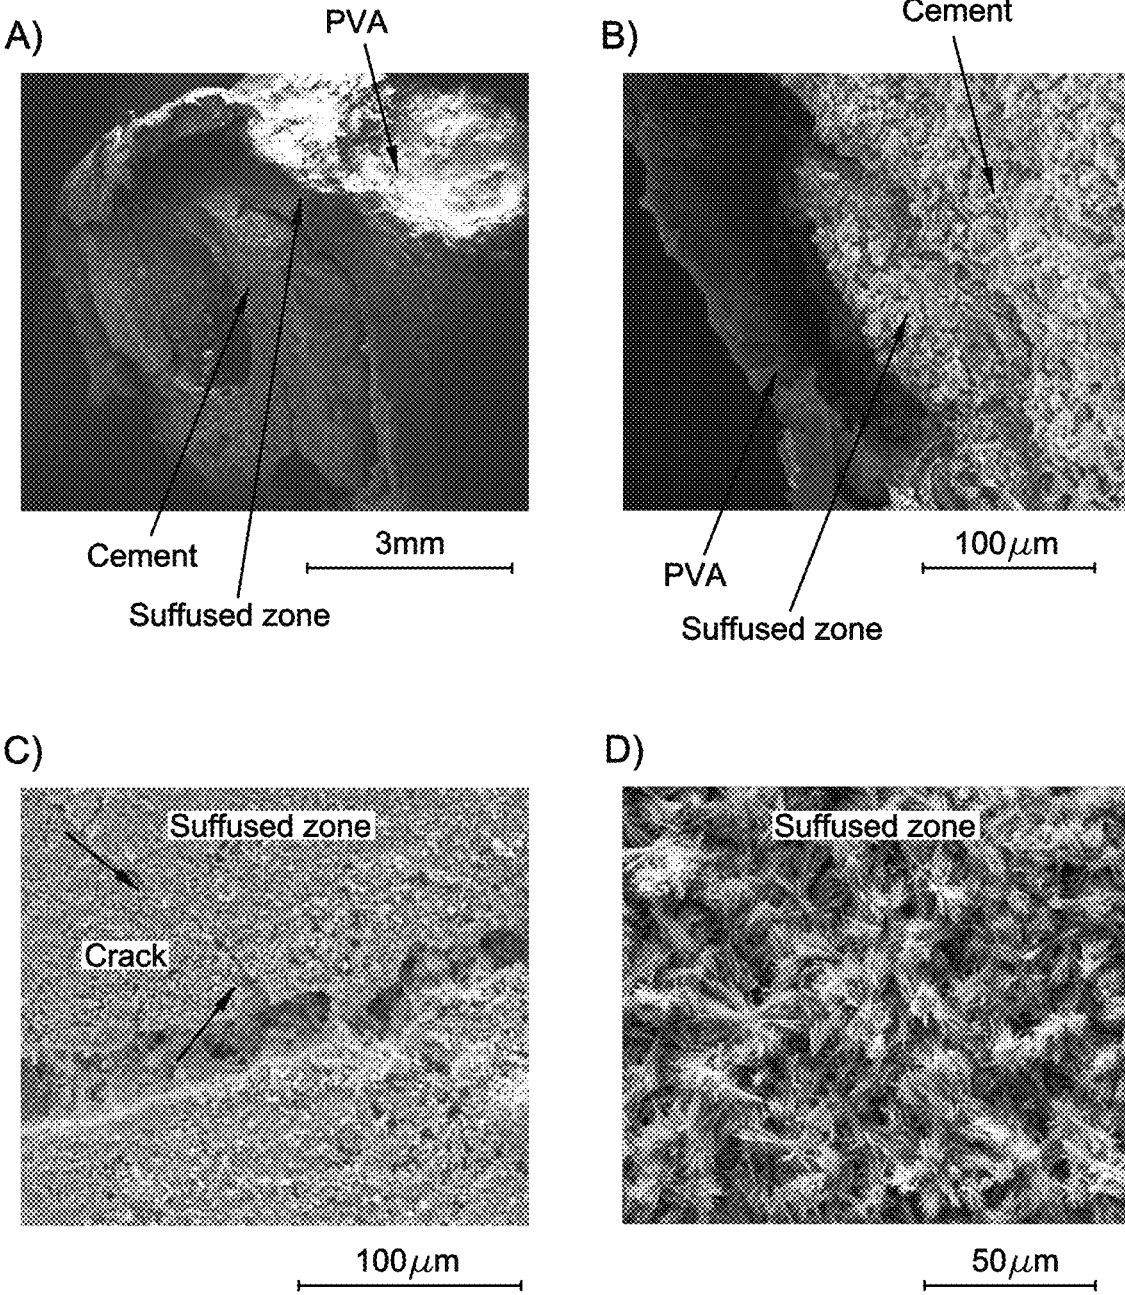 A)
PVA
Cement
3mm
Suffused zone
B)
Cement
PVA
100μm
Suffused zone
C)
Suffused zone
Crack
100μm
D)
Suffused zone
50μm